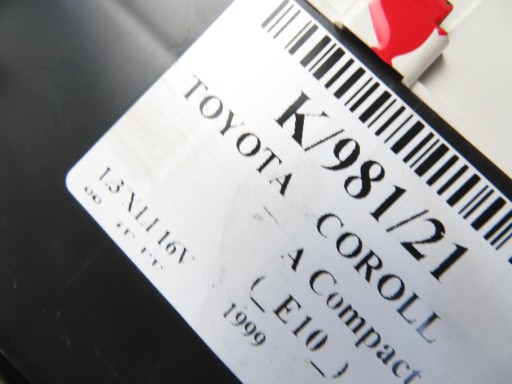 K/981/21
TOYOTA COROLL
A Compact
(_E10_)
1.3 XLI 16V
1999